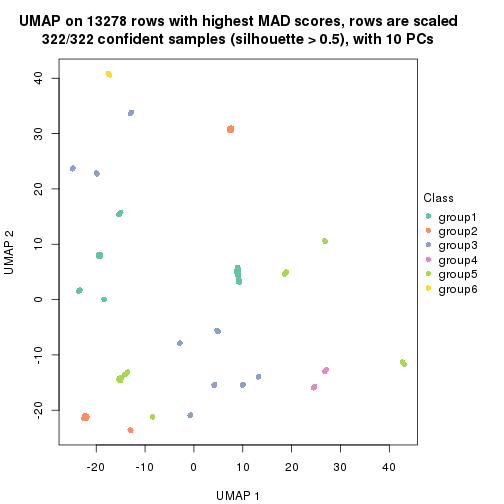 UMAP on 13278 rows with highest MAD scores, rows are scaled
322/322 confident samples (silhouette > 0.5), with 10 PCs
40
30
20
10
0
-10
-20
UMAP 2
-20 -10 0 10 20 30 40
UMAP 1
Class
group1
group2
group3
group4
group5
group6